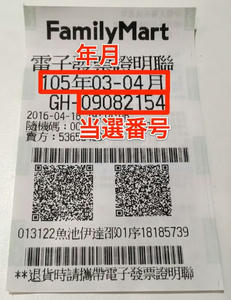 FamilyMart
年月
電子發票證明聯
105年03-04月
GH-09082154
当選番号
2016-04-18
隨機碼:
賣方:
013122魚池伊達邵01序18185739
**退貨時請攜帶電子發票證明聯